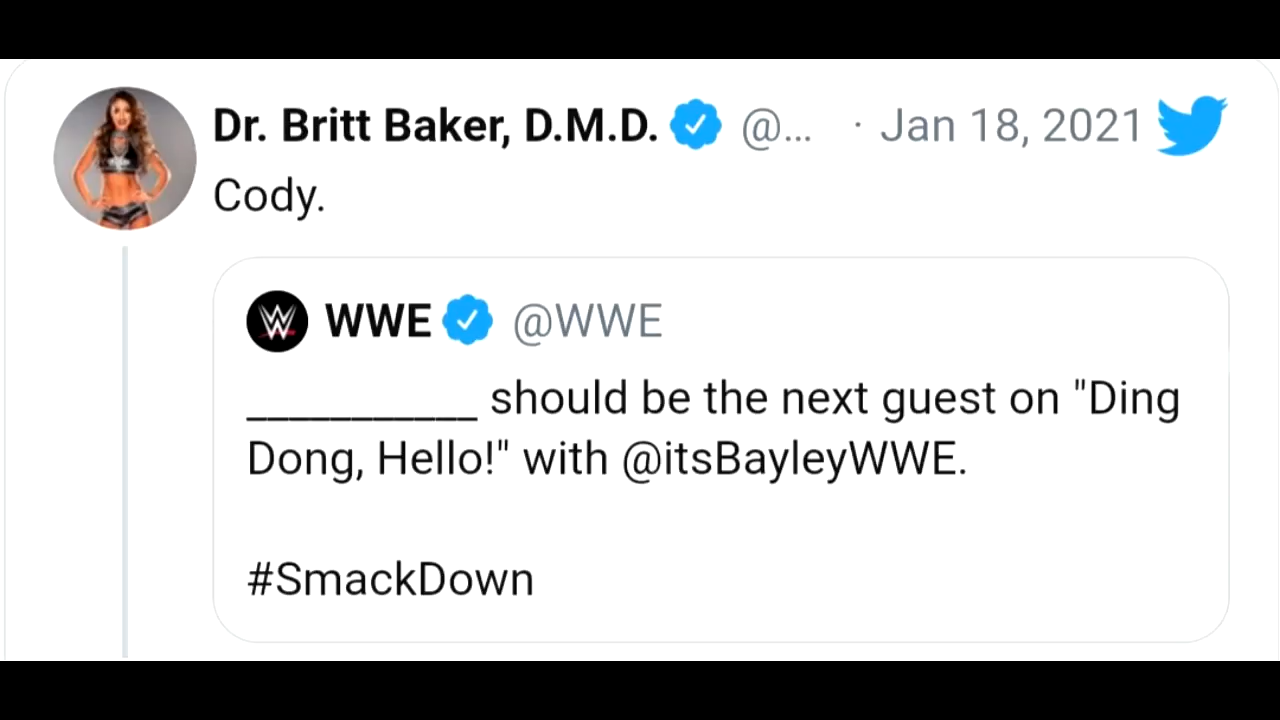 Dr. Britt Baker, D.M.D. @... · Jan 18, 2021
Cody.
WWE @WWE
___________ should be the next guest on "Ding
Dong, Hello!" with @itsBayleyWWE.
#SmackDown